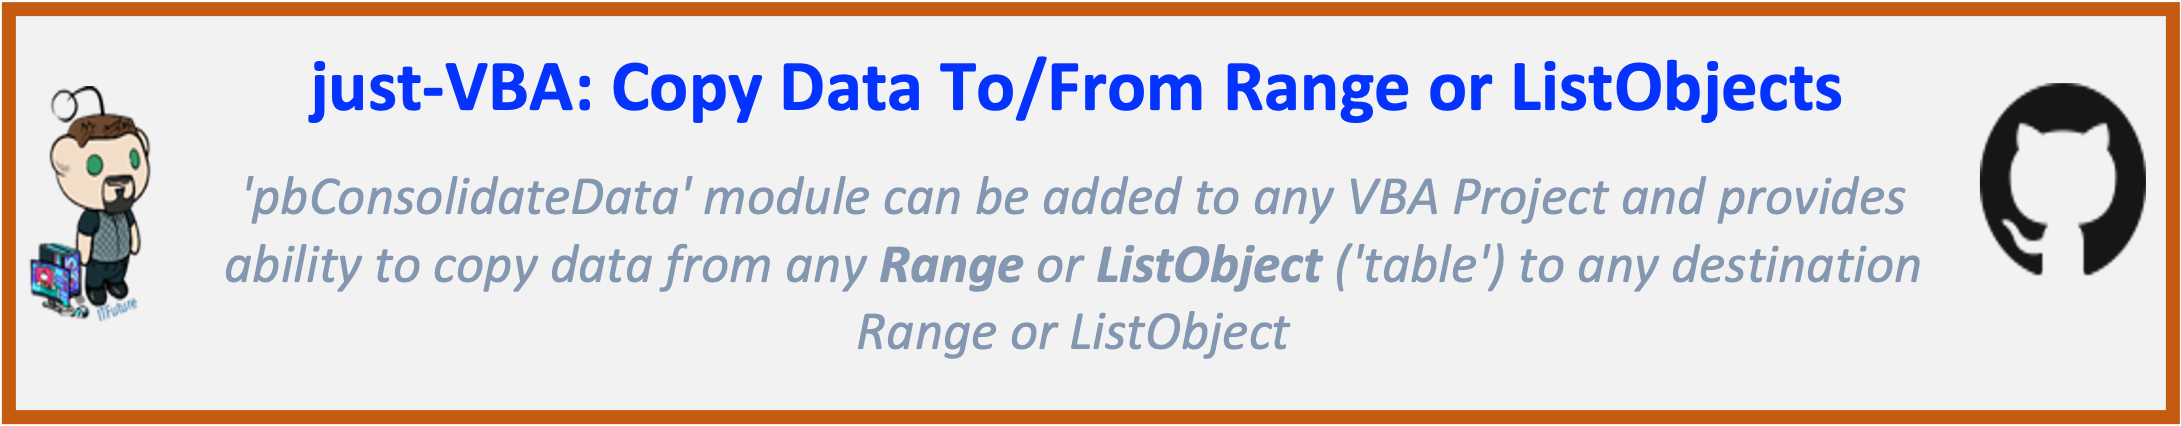 just-VBA: Copy Data To/From Range or ListObjects
'pbConsolidateData' module can be added to any VBA Project and provides
ability to copy data from any Range or ListObject ('table') to any destination
Range or ListObject
ITFuture